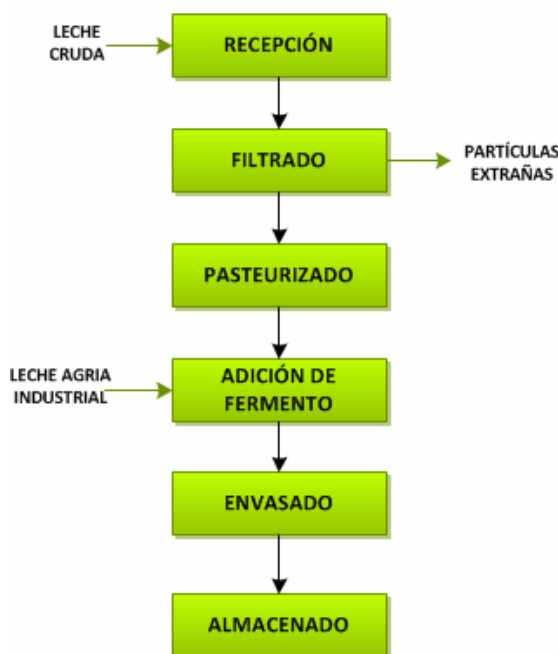 LECHE
CRUDA
RECEPCIÓN
FILTRADO
PARTÍCULAS
EXTRAÑAS
PASTEURIZADO
LECHE AGRIA
INDUSTRIAL
ADICIÓN DE
FERMENTO
ENVASADO
ALMACENADO